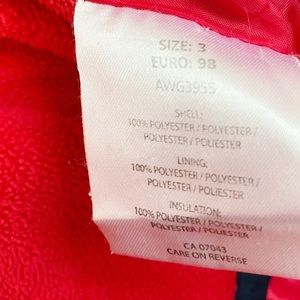 SIZE: 3
EURO: 98
AWG3955
SHELL:
100% POLYESTER / POLYESTER /
POLYESTER / POLIESTER
LINING:
100% POLYESTER / POLYESTER /
POLYESTER / POLIESTER
INSULATION:
100% POLYESTER / POLYESTER /
POLYESTER / POLIESTER
CA 07043
CARE ON REVERSE